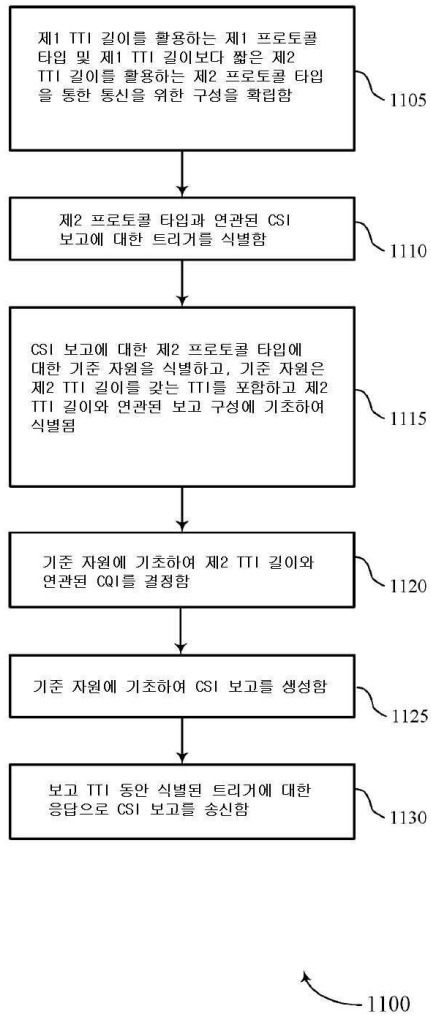 제1 TTI 길이를 활용하는 제1 프로토콜
타입 및 제1 TTI 길이보다 짧은 제2
TTI 길이를 활용하는 제2 프로토콜 타입
을 통한 통신을 위한 구성을 확립함
1105
제2 프로토콜 타입과 연관된 CSI
보고에 대한 트리거를 식별함
1110
CSI 보고에 대한 제2 프로토콜 타입에
대한 기준 자원을 식별하고, 기준 자원은
제2 TTI 길이를 갖는 TTI를 포함하고 제2
TTI 길이와 연관된 보고 구성에 기초하여
식별됨
1115
기준 자원에 기초하여 제2 TTI 길이와
연관된 CQI를 결정함
1120
기준 자원에 기초하여 CSI 보고를 생성함
1125
보고 TTI 동안 식별된 트리거에 대한
응답으로 CSI 보고를 송신함
1130
1100